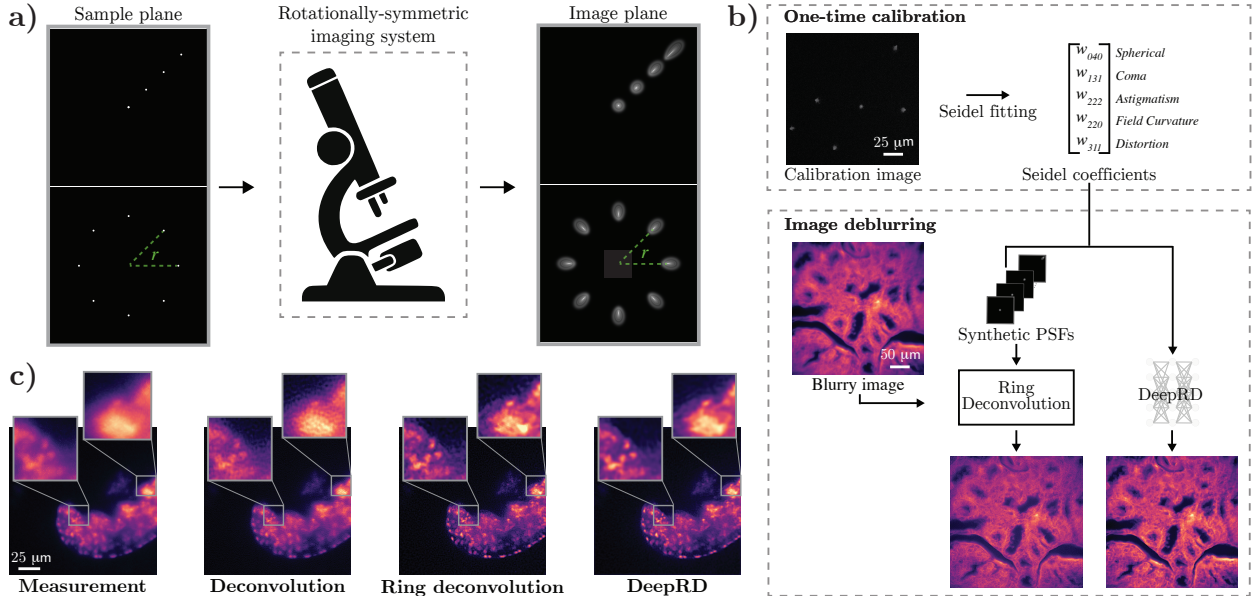 a)
Sample plane
Rotationally-symmetric
imaging system
Image plane
r
r
b)
One-time calibration
25 μm
Calibration image
Seidel fitting
w040 Spherical
w131 Coma
w222 Astigmatism
w220 Field Curvature
w311 Distortion
Seidel coefficients
Image deblurring
50 μm
Blurry image
Synthetic PSFs
Ring
Deconvolution
DeepRD
c)
25 μm
Measurement
Deconvolution
Ring deconvolution
DeepRD